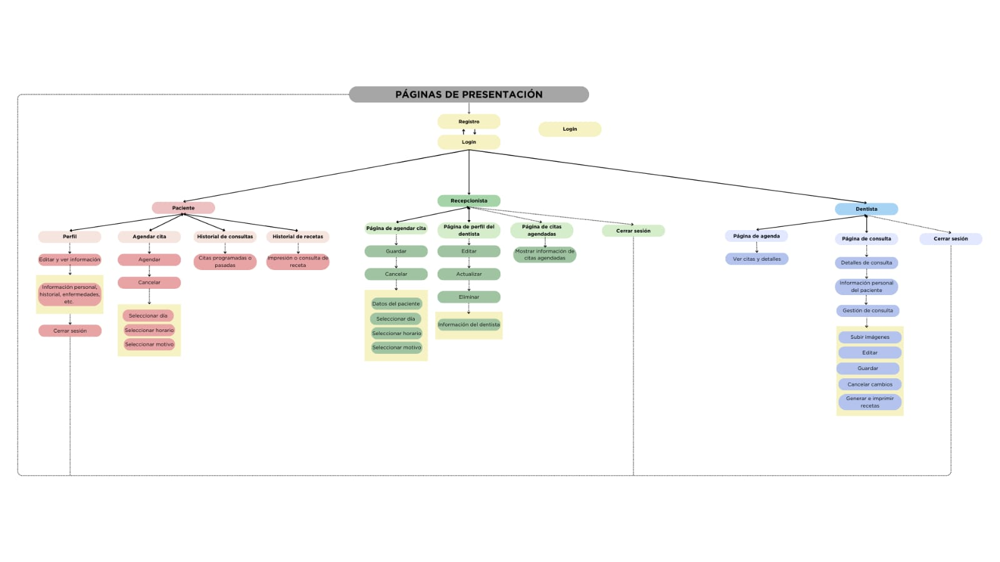 PÁGINAS DE PRESENTACIÓN
Registro
Login
Login
Paciente
Recepcionista
Dentista
Perfil
Agendar cita
Historial de consultas
Historial de recetas
Editar y ver información
Agendar
Citas programadas o
pasadas
Impresión o consulta de
receta
Cancelar
Información personal,
historial, enfermedades,
etc.
Seleccionar día
Seleccionar horario
Seleccionar motivo
Cerrar sesión
Página de agendar cita
Página de perfil del
dentista
Página de citas
agendadas
Cerrar sesión
Guardar
Editar
Mostrar información de
citas agendadas
Cancelar
Actualizar
Eliminar
Datos del paciente
Seleccionar día
Seleccionar horario
Seleccionar motivo
Información del dentista
Página de agenda
Página de consulta
Cerrar sesión
Ver citas y detalles
Detalles de consulta
Información personal
del paciente
Gestión de consulta
Subir imágenes
Editar
Guardar
Cancelar cambios
Generar e imprimir
recetas